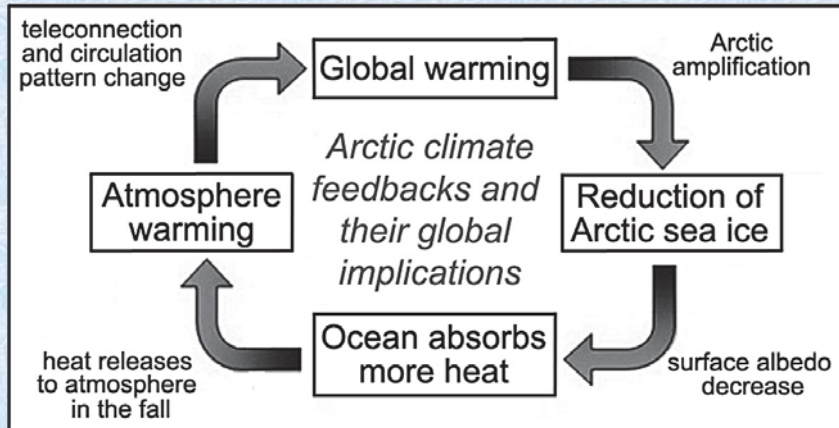 teleconnection
and circulation
pattern change
Global warming
Arctic
amplification
Arctic climate
feedbacks and
their global
implications
Atmosphere
warming
Reduction of
Arctic sea ice
Ocean absorbs
more heat
heat releases
to atmosphere
in the fall
surface albedo
decrease